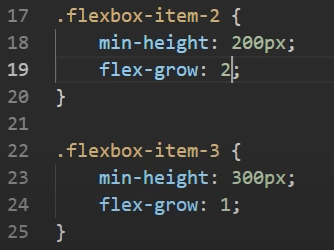 17 .flexbox-item-2 {
18     min-height: 200px;
19     flex-grow: 2;
20 }
21
22 .flexbox-item-3 {
23     min-height: 300px;
24     flex-grow: 1;
25 }